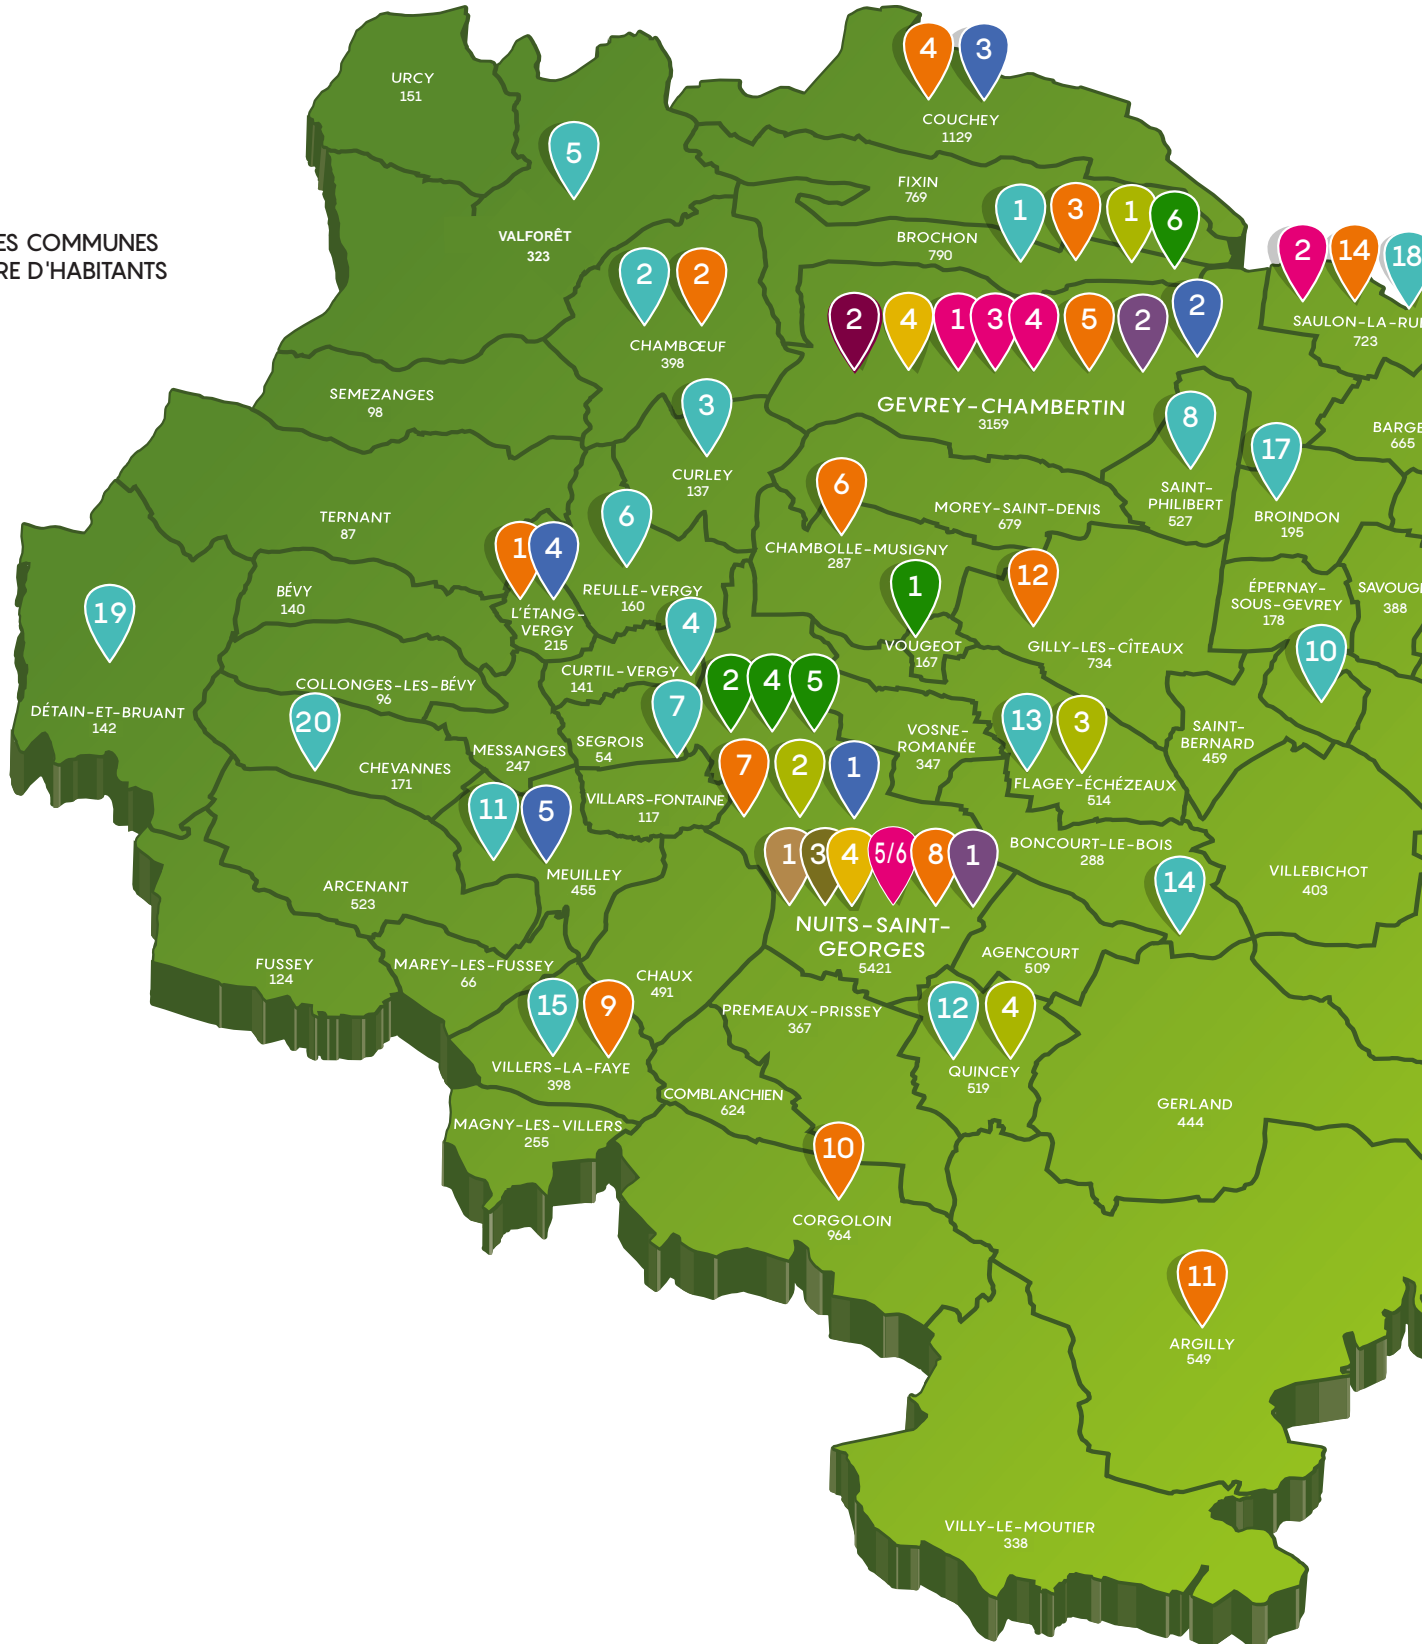 4
3
URCY
151
COUCHEY
1129
5
FIXIN
769
1
3
1
6
VALFORÊT
323
BROCHON
790
ES COMMUNES
RE D'HABITANTS
2
14
18
2
2
CHAMBŒUF
398
2
4
1
3
4
5
2
2
SAULON-LA-RU
723
SEMEZANGES
98
3
GEVREY-CHAMBERTIN
3159
8
17
BARGE
665
CURLEY
137
6
SAINT-
PHILIBERT
527
BROINDON
195
TERNANT
87
6
MOREY-SAINT-DENIS
679
1
4
CHAMBOLLE-MUSIGNY
287
12
BÉVY
140
REULLE-VERGY
160
1
ÉPERNAY-
SOUS-GEVREY
178
SAVOUG
388
19
L'ÉTANG-
VERGY
215
4
VOUGEOT
167
GILLY-LES-CÎTEAUX
734
10
CURTIL-VERGY
141
2
4
5
COLLONGES-LES-BÉVY
96
DÉTAIN-ET-BRUANT
142
20
7
13
3
VOSNE-
ROMANÉE
347
SAINT-
BERNARD
459
MESSANGES
247
SEGROIS
54
CHEVANNES
171
7
2
1
FLAGEY-ÉCHÉZEAUX
514
VILLARS-FONTAINE
117
11
5
1
3
4
5/6
8
1
BONCOURT-LE-BOIS
288
MEUILLEY
455
VILLEBICHOT
403
ARCENANT
523
14
NUITS-SAINT-
GEORGES
5421
AGENCOURT
509
FUSSEY
124
MAREY-LES-FUSSEY
66
CHAUX
491
15
9
PREMEAUX-PRISSEY
367
12
4
VILLERS-LA-FAYE
398
QUINCEY
519
COMBLANCHIEN
624
GERLAND
444
MAGNY-LES-VILLERS
255
10
CORGOLOIN
964
11
ARGILLY
549
VILLY-LE-MOUTIER
338